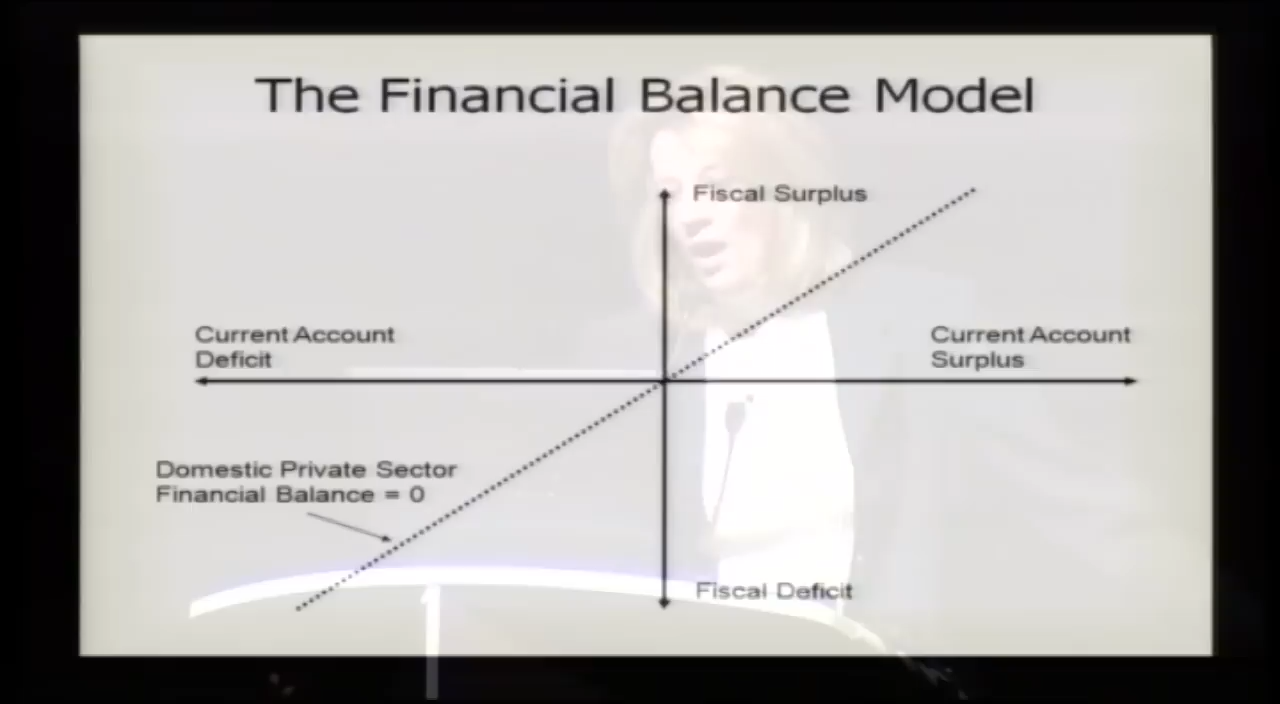 The Financial Balance Model
Fiscal Surplus
Current Account
Deficit
Current Account
Surplus
Domestic Private Sector
Financial Balance = 0
Fiscal Deficit